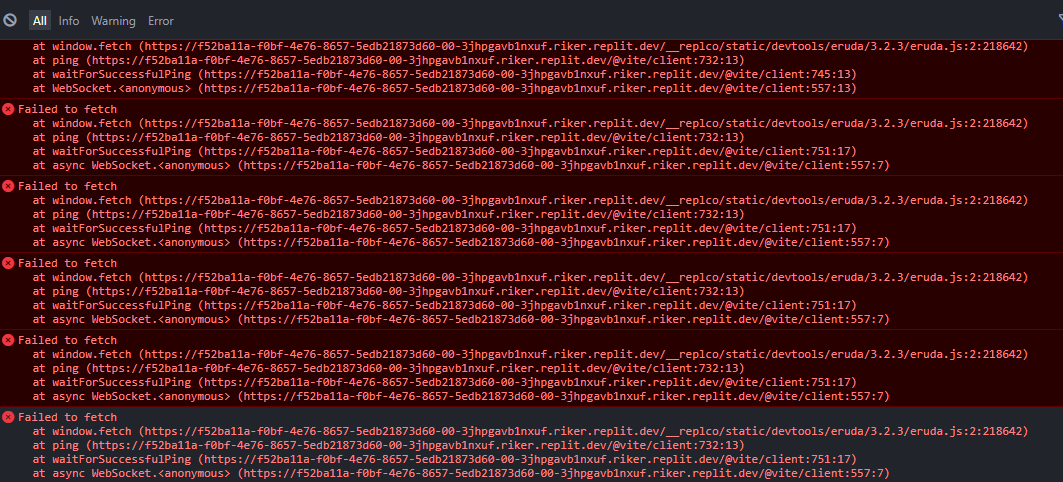 All Info Warning Error
at window.fetch (https://f52ba11a-f0bf-4e76-8657-5edb21873d60-00-3jhpgavb1nxuf.riker.replit.dev/__replco/static/devtools/eruda/3.2.3/eruda.js:2:218642)
at ping (https://f52ba11a-f0bf-4e76-8657-5edb21873d60-00-3jhpgavb1nxuf.riker.replit.dev/@vite/client:732:13)
at waitForSuccessfulPing (https://f52ba11a-f0bf-4e76-8657-5edb21873d60-00-3jhpgavb1nxuf.riker.replit.dev/@vite/client:745:13)
at WebSocket.<anonymous> (https://f52ba11a-f0bf-4e76-8657-5edb21873d60-00-3jhpgavb1nxuf.riker.replit.dev/@vite/client:557:13)
Failed to fetch
at window.fetch (https://f52ba11a-f0bf-4e76-8657-5edb21873d60-00-3jhpgavb1nxuf.riker.replit.dev/__replco/static/devtools/eruda/3.2.3/eruda.js:2:218642)
at ping (https://f52ba11a-f0bf-4e76-8657-5edb21873d60-00-3jhpgavb1nxuf.riker.replit.dev/@vite/client:732:13)
at waitForSuccessfulPing (https://f52ba11a-f0bf-4e76-8657-5edb21873d60-00-3jhpgavb1nxuf.riker.replit.dev/@vite/client:751:17)
at async WebSocket.<anonymous> (https://f52ba11a-f0bf-4e76-8657-5edb21873d60-00-3jhpgavb1nxuf.riker.replit.dev/@vite/client:557:7)
Failed to fetch
at window.fetch (https://f52ba11a-f0bf-4e76-8657-5edb21873d60-00-3jhpgavb1nxuf.riker.replit.dev/__replco/static/devtools/eruda/3.2.3/eruda.js:2:218642)
at ping (https://f52ba11a-f0bf-4e76-8657-5edb21873d60-00-3jhpgavb1nxuf.riker.replit.dev/@vite/client:732:13)
at waitForSuccessfulPing (https://f52ba11a-f0bf-4e76-8657-5edb21873d60-00-3jhpgavb1nxuf.riker.replit.dev/@vite/client:751:17)
at async WebSocket.<anonymous> (https://f52ba11a-f0bf-4e76-8657-5edb21873d60-00-3jhpgavb1nxuf.riker.replit.dev/@vite/client:557:7)
Failed to fetch
at window.fetch (https://f52ba11a-f0bf-4e76-8657-5edb21873d60-00-3jhpgavb1nxuf.riker.replit.dev/__replco/static/devtools/eruda/3.2.3/eruda.js:2:218642)
at ping (https://f52ba11a-f0bf-4e76-8657-5edb21873d60-00-3jhpgavb1nxuf.riker.replit.dev/@vite/client:732:13)
at waitForSuccessfulPing (https://f52ba11a-f0bf-4e76-8657-5edb21873d60-00-3jhpgavb1nxuf.riker.replit.dev/@vite/client:751:17)
at async WebSocket.<anonymous> (https://f52ba11a-f0bf-4e76-8657-5edb21873d60-00-3jhpgavb1nxuf.riker.replit.dev/@vite/client:557:7)
Failed to fetch
at window.fetch (https://f52ba11a-f0bf-4e76-8657-5edb21873d60-00-3jhpgavb1nxuf.riker.replit.dev/__replco/static/devtools/eruda/3.2.3/eruda.js:2:218642)
at ping (https://f52ba11a-f0bf-4e76-8657-5edb21873d60-00-3jhpgavb1nxuf.riker.replit.dev/@vite/client:732:13)
at waitForSuccessfulPing (https://f52ba11a-f0bf-4e76-8657-5edb21873d60-00-3jhpgavb1nxuf.riker.replit.dev/@vite/client:751:17)
at async WebSocket.<anonymous> (https://f52ba11a-f0bf-4e76-8657-5edb21873d60-00-3jhpgavb1nxuf.riker.replit.dev/@vite/client:557:7)
Failed to fetch
at window.fetch (https://f52ba11a-f0bf-4e76-8657-5edb21873d60-00-3jhpgavb1nxuf.riker.replit.dev/__replco/static/devtools/eruda/3.2.3/eruda.js:2:218642)
at ping (https://f52ba11a-f0bf-4e76-8657-5edb21873d60-00-3jhpgavb1nxuf.riker.replit.dev/@vite/client:732:13)
at waitForSuccessfulPing (https://f52ba11a-f0bf-4e76-8657-5edb21873d60-00-3jhpgavb1nxuf.riker.replit.dev/@vite/client:751:17)
at async WebSocket.<anonymous> (https://f52ba11a-f0bf-4e76-8657-5edb21873d60-00-3jhpgavb1nxuf.riker.replit.dev/@vite/client:557:7)